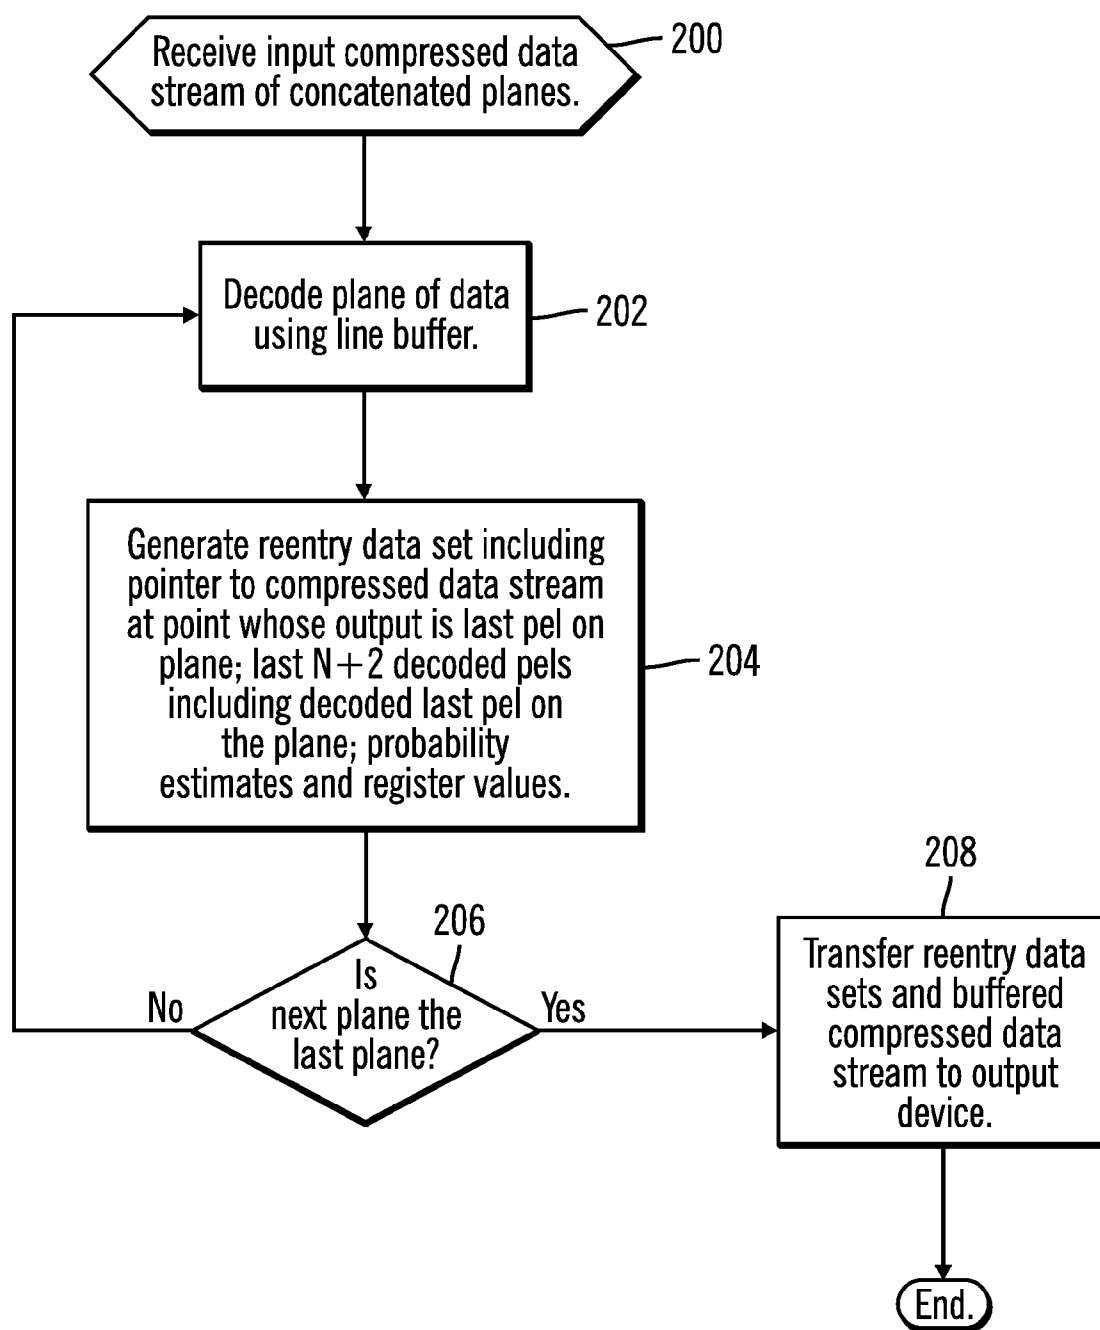 Receive input compressed data
stream of concatenated planes.
200
Decode plane of data
using line buffer.
202
Generate reentry data set including
pointer to compressed data stream
at point whose output is last pel on
plane; last N+2 decoded pels
including decoded last pel on
the plane; probability
estimates and register values.
204
206
Is
next plane the
last plane?
No
Yes
208
Transfer reentry data
sets and buffered
compressed data
stream to output
device.
End.